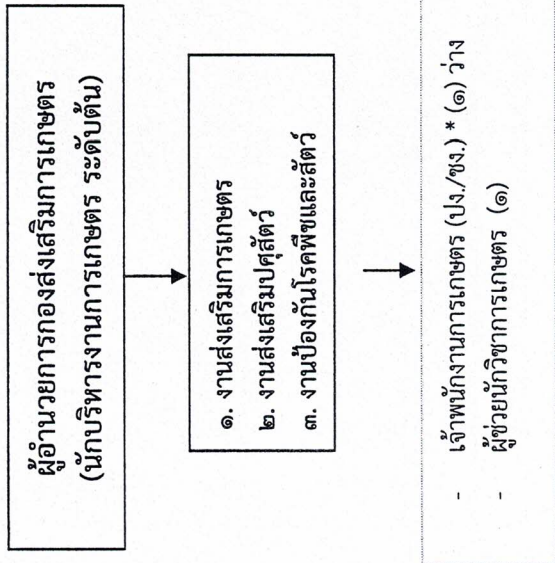 ผู้อำนวยการกองส่งเสริมการเกษตร
(นักบริหารงานการเกษตร ระดับต้น)
๑. งานส่งเสริมการเกษตร
๒. งานส่งเสริมปศุสัตว์
๓. งานป้องกันโรคพืชและสัตว์
- เจ้าพนักงานการเกษตร (ปง./ชง.) * (๑) ว่าง
- ผู้ช่วยนักวิชาการเกษตร (๑)